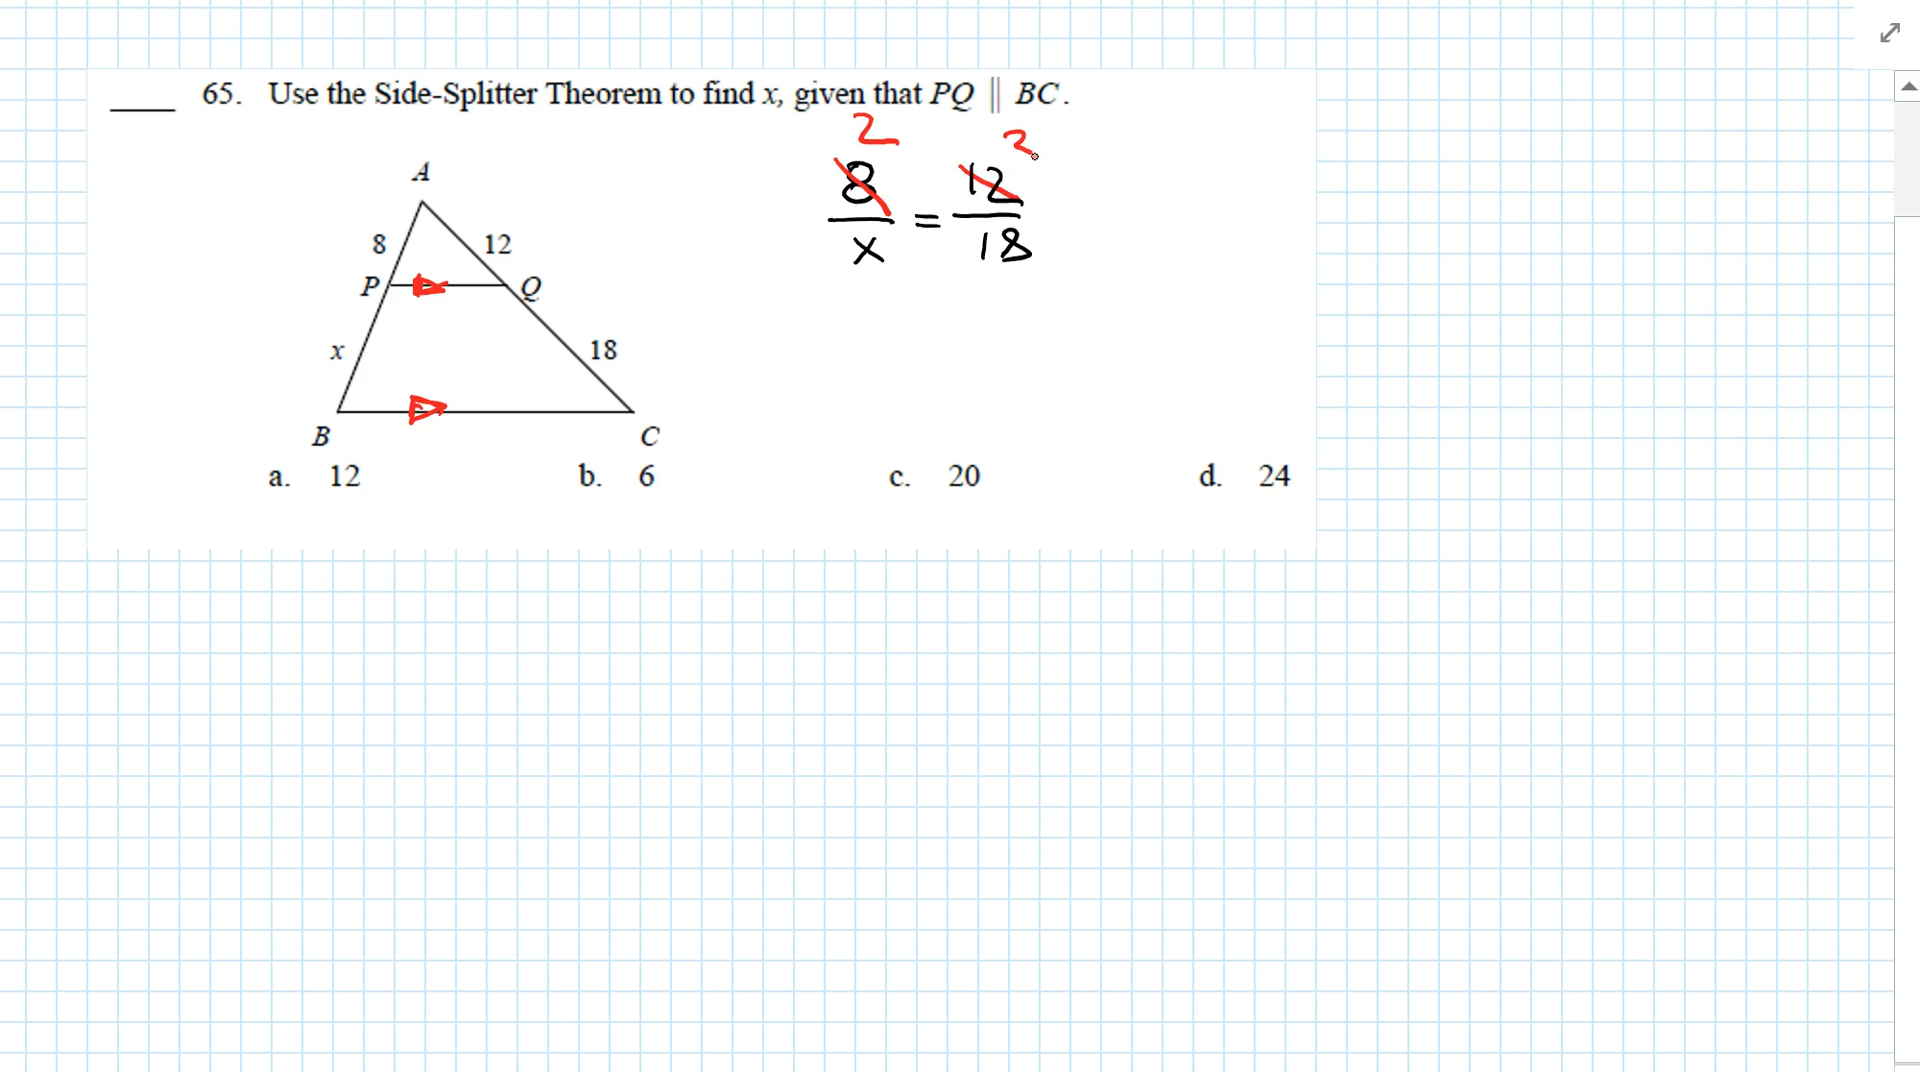 ____ 65. Use the Side-Splitter Theorem to find x, given that PQ || BC.
2
8/x = 12/18
A
8 12
P Q
x 18
B C
a. 12 b. 6 c. 20 d. 24